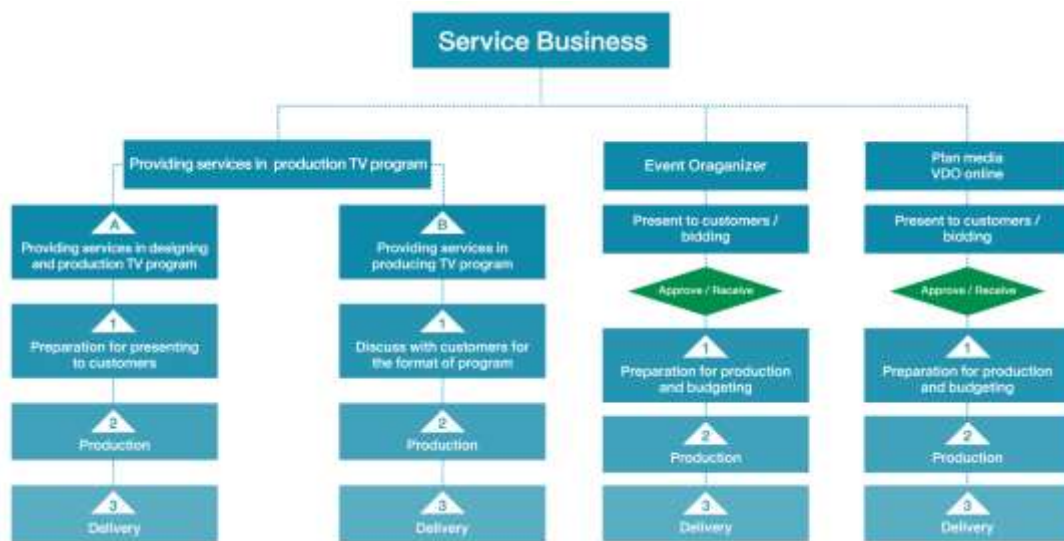 Service Business
Providing services in production TV program
Event Oraganizer
Plan media
VDO online
A
Providing services in designing
and production TV program
B
Providing services in
producing TV program
Present to customers /
bidding
Present to customers /
bidding
Approve / Receive
Approve / Receive
1
Preparation for presenting
to customers
1
Discuss with customers for
the format of program
1
Preparation for production
and budgeting
1
Preparation for production
and budgeting
2
Production
2
Production
2
Production
2
Production
3
Delivery
3
Delivery
3
Delivery
3
Delivery